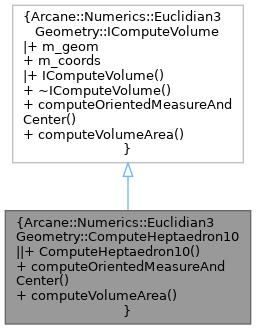 {Arcane::Numerics::Euclidian3
Geometry::IComputeVolume
|+ m_geom
+ m_coords
|+ IComputeVolume()
+ ~IComputeVolume()
+ computeOrientedMeasureAnd
Center()
+ computeVolumeArea()
}
{Arcane::Numerics::Euclidian3
Geometry::ComputeHeptaedron10
||+ ComputeHeptaedron10()
+ computeOrientedMeasureAnd
Center()
+ computeVolumeArea()
}